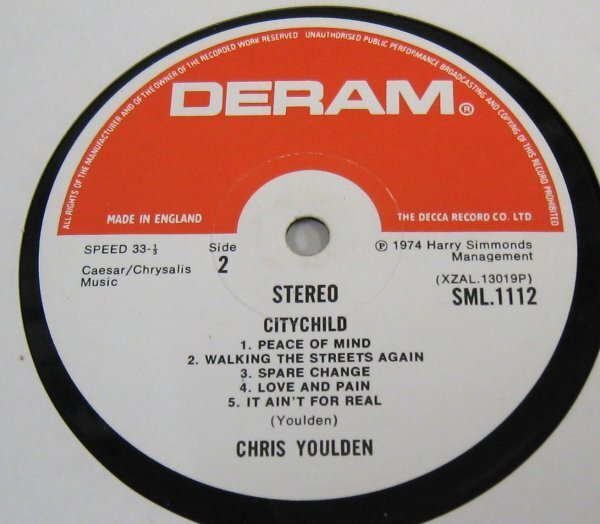 ALL RIGHTS OF THE MANUFACTURER AND OF THE OWNER OF THE RECORDED WORK RESERVED   UNAUTHORISED PUBLIC PERFORMANCE BROADCASTING AND COPYING OF THIS RECORD PROHIBITED
DERAM®
MADE IN ENGLAND
THE DECCA RECORD CO. LTD
SPEED 33-⅓
Side
2
℗ 1974 Harry Simmonds
Management
Caesar/Chrysalis
Music
(XZAL.13019P)
STEREO
SML.1112
CiTYCHILD
1. PEACE OF MIND
2. WALKING THE STREETS AGAIN
3. SPARE CHANGE
4. LOVE AND PAIN
5. IT AIN'T FOR REAL
(Youlden)
CHRIS YOULDEN